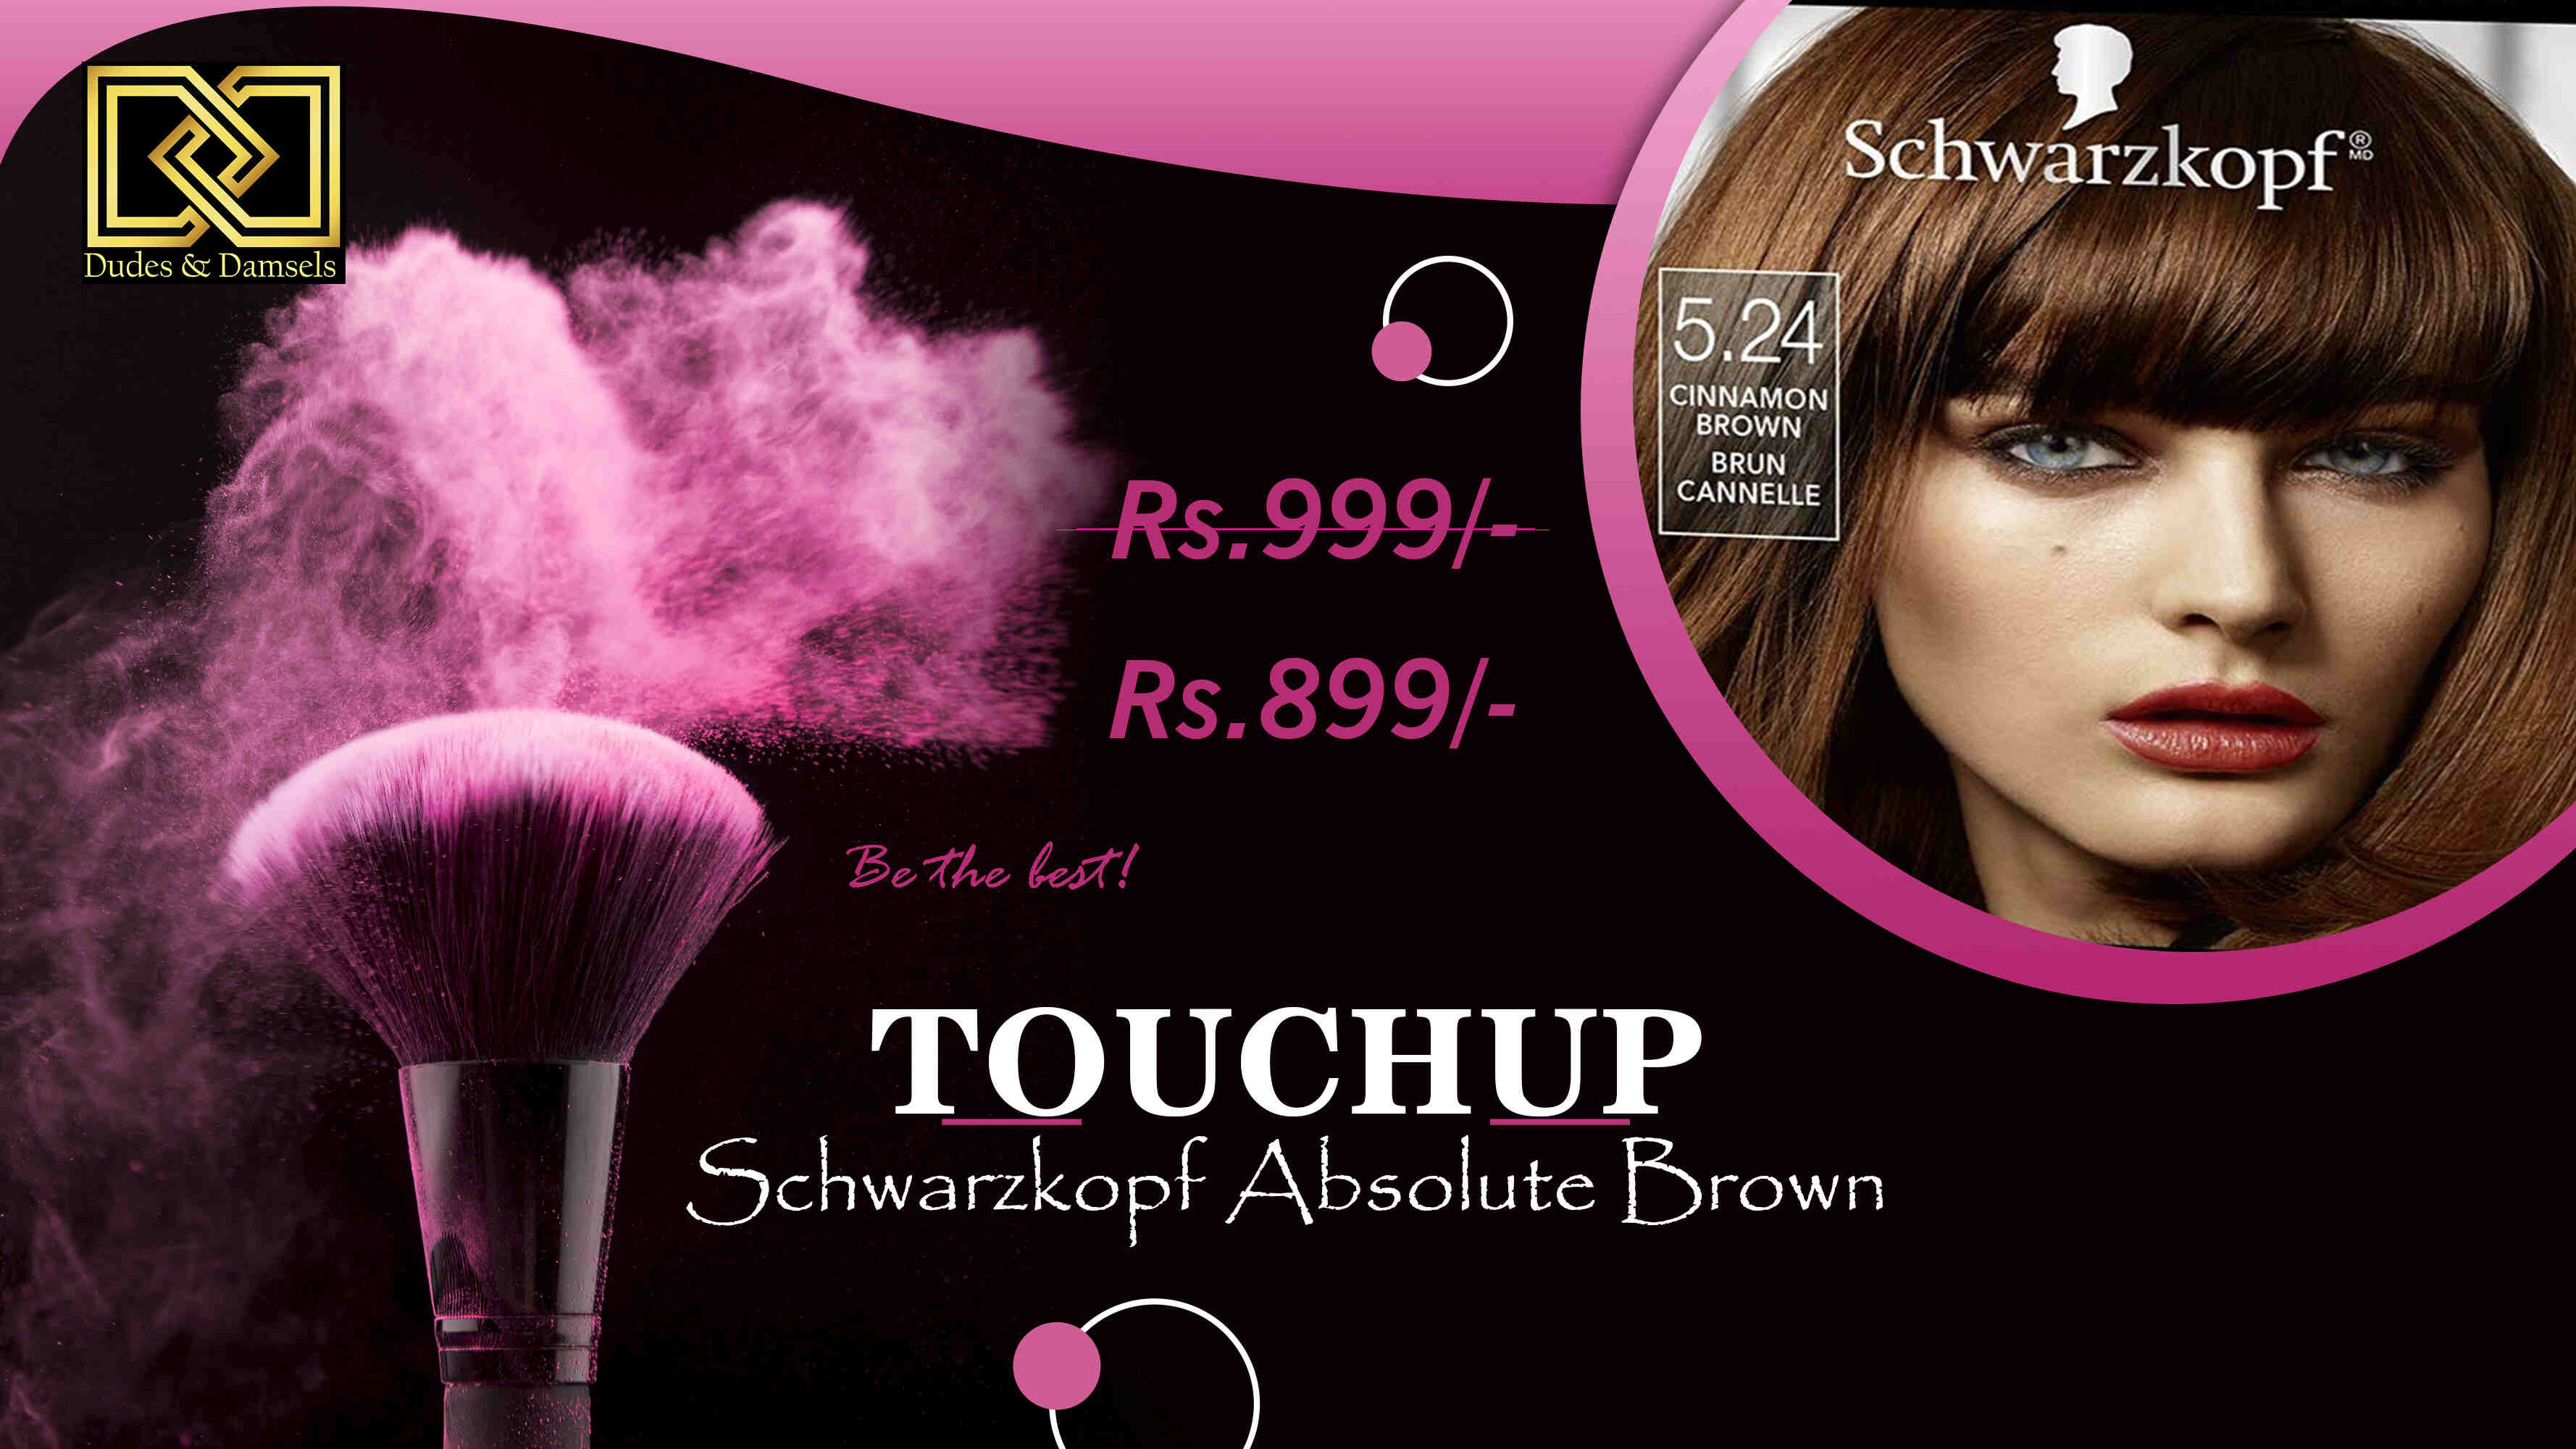 Dudes & Damsels
Schwarzkopf®
MD
5.24
CINNAMON
BROWN
BRUN
CANNELLE
Rs.999/-
Rs.899/-
Be the best!
TOUCHUP
Schwarzkopf Absolute Brown